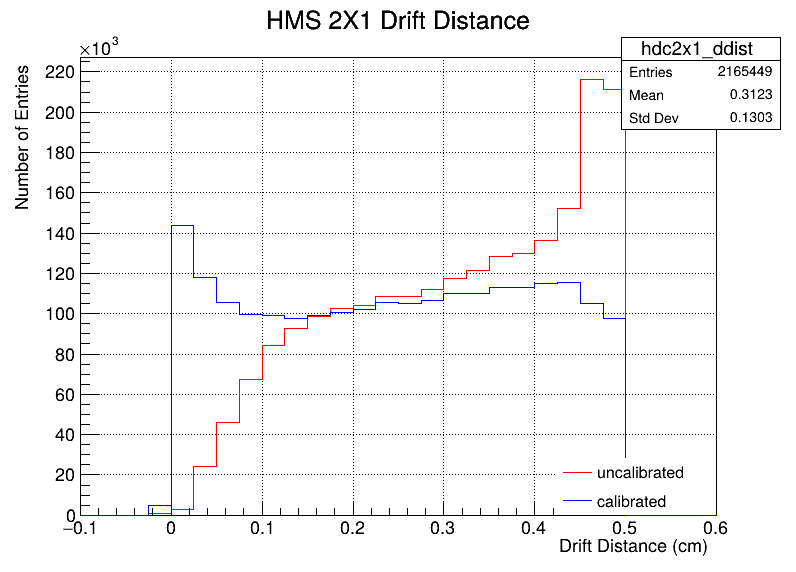 HMS 2X1 Drift Distance
×10³
hdc2x1_ddist
Entries 2165449
Mean 0.3123
Std Dev 0.1303
Number of Entries
220
200
180
160
140
120
100
80
60
40
20
0
uncalibrated
calibrated
−0.1 0 0.1 0.2 0.3 0.4 0.5 0.6
Drift Distance (cm)